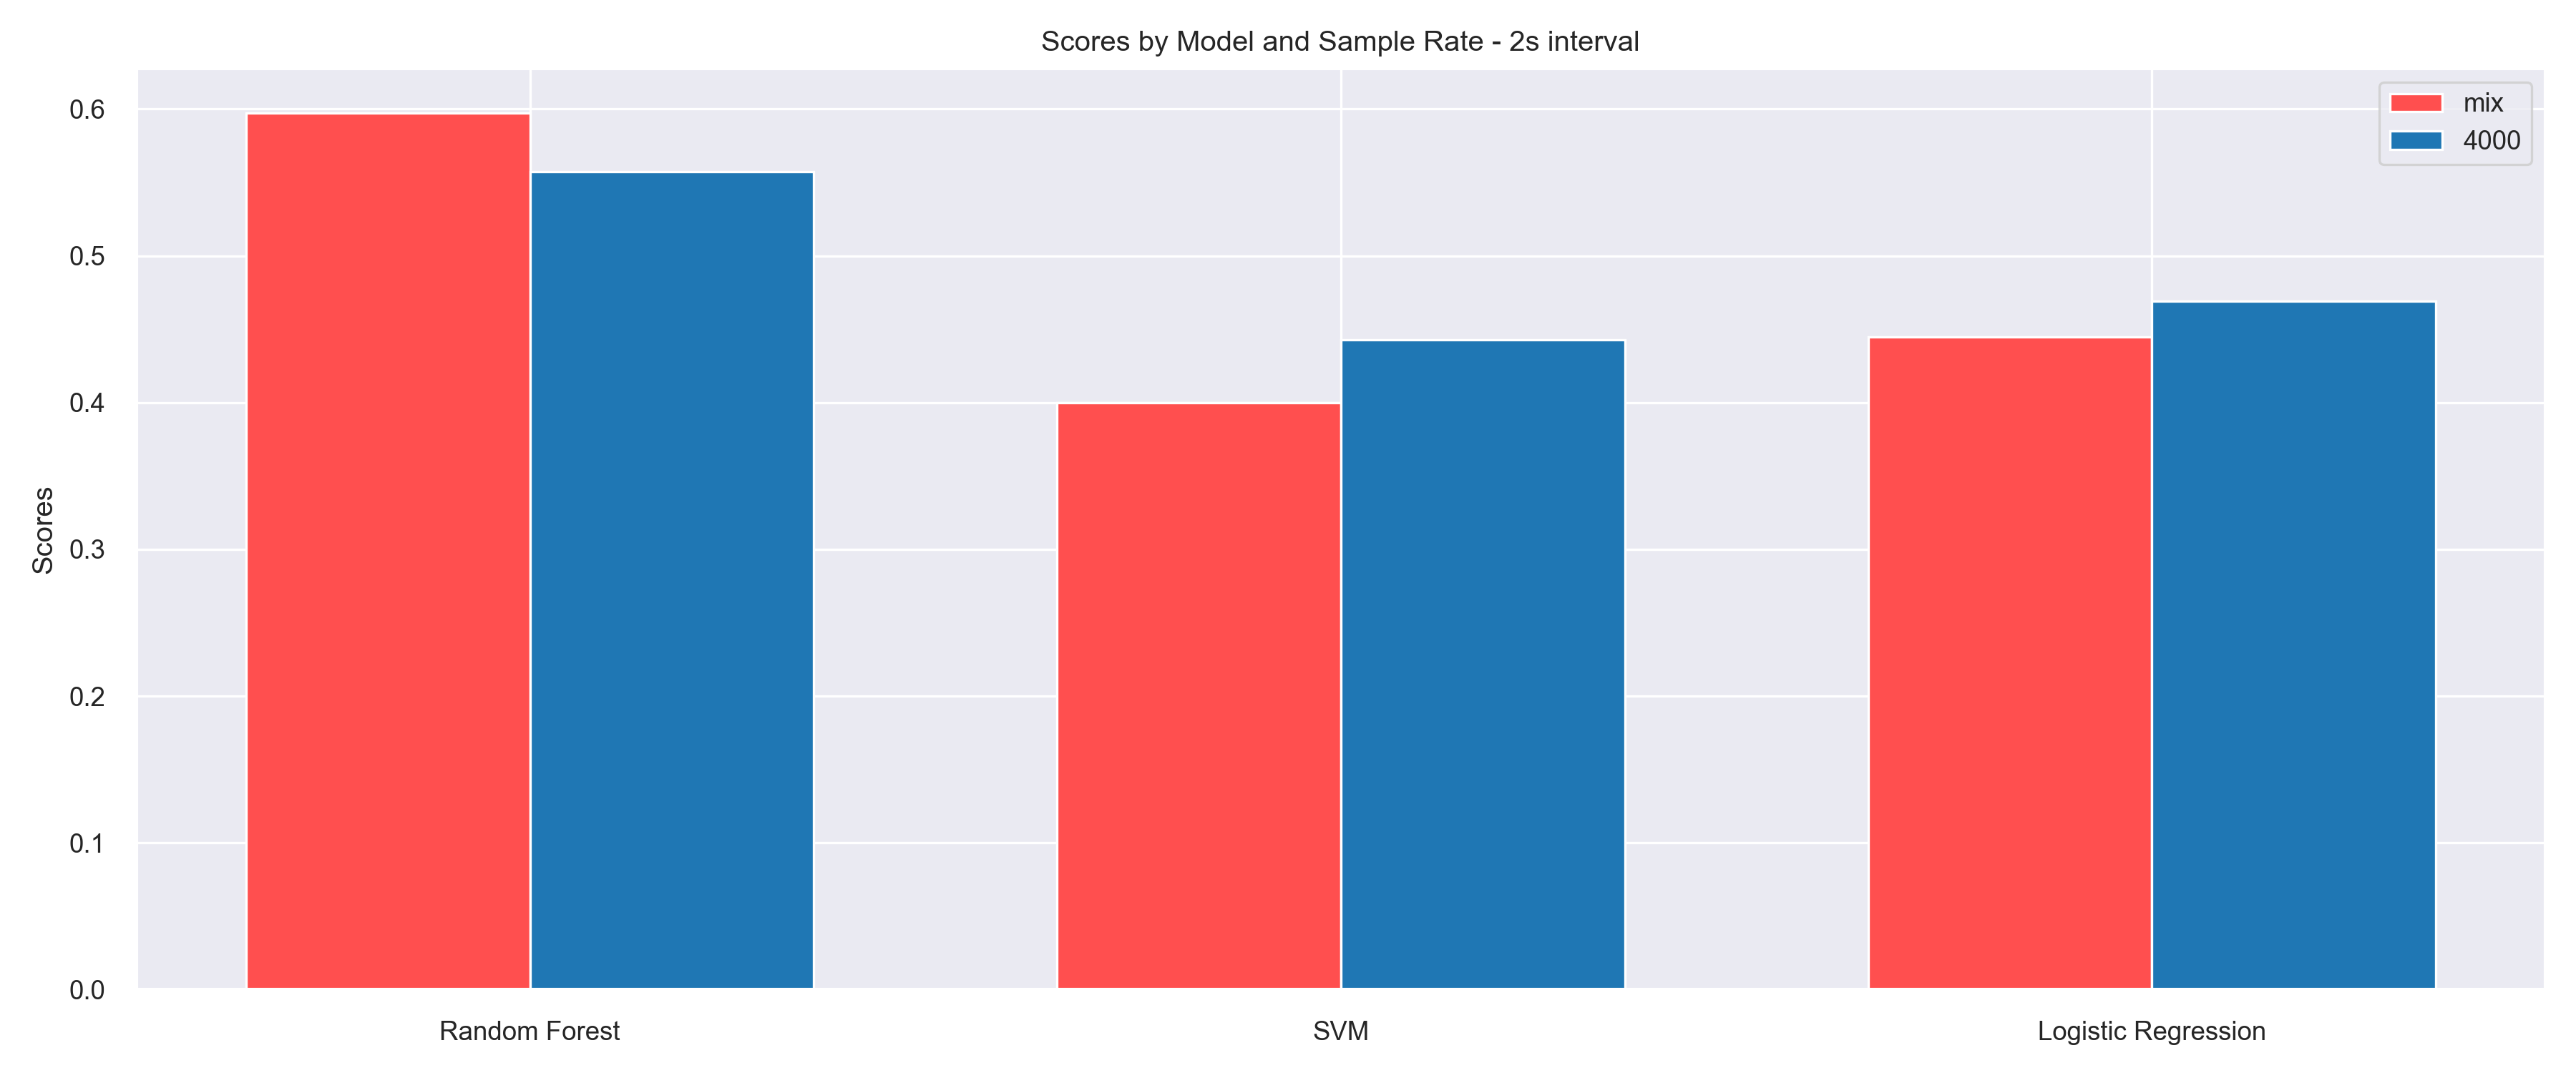 Scores by Model and Sample Rate - 2s interval
mix
4000
Scores
0.6
0.5
0.4
0.3
0.2
0.1
0.0
Random Forest
SVM
Logistic Regression